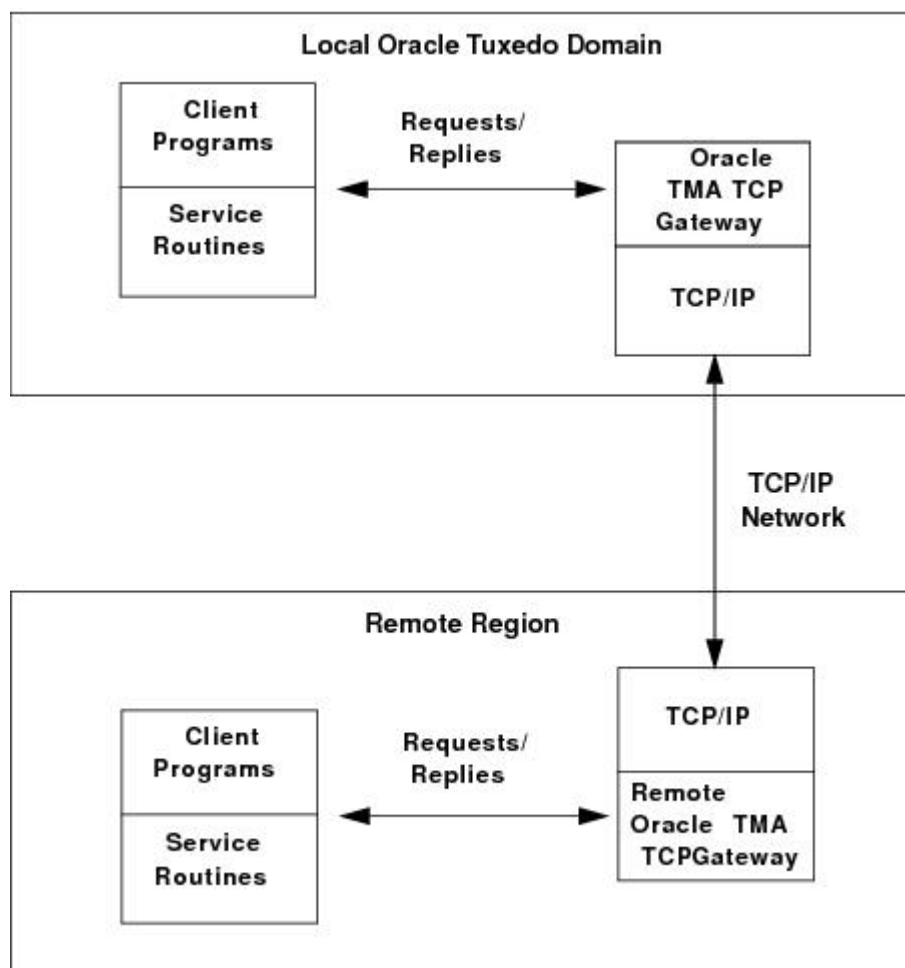 Local Oracle Tuxedo Domain
Client
Programs
Service
Routines
Requests/
Replies
Oracle
TMA TCP
Gateway
TCP/IP
TCP/IP
Network
Remote Region
Client
Programs
Service
Routines
Requests/
Replies
TCP/IP
Remote
Oracle TMA
TCPGateway